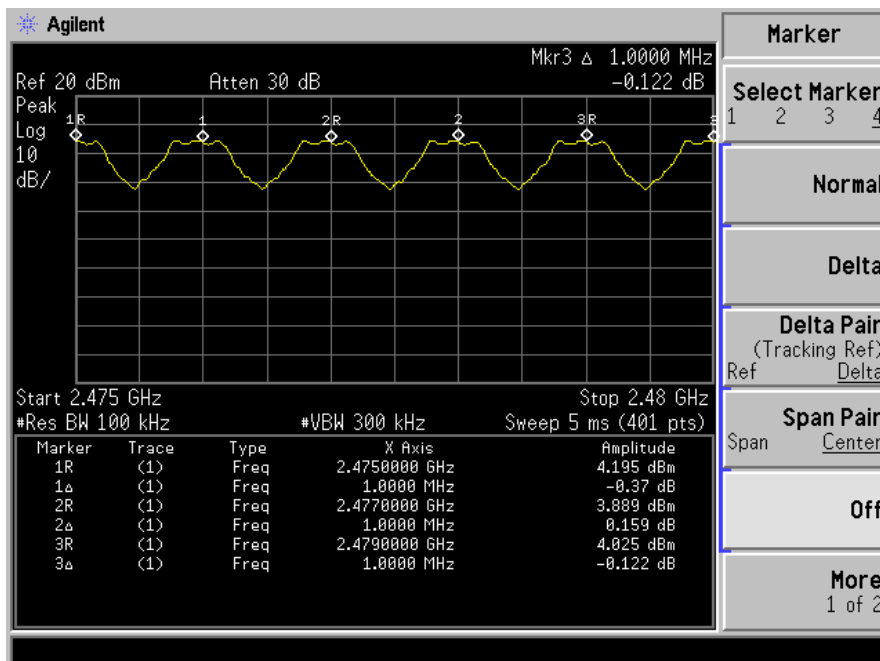 Agilent
Marker
Mkr3 Δ 1.0000 MHz
Ref 20 dBm Atten 30 dB -0.122 dB
Peak
Log
10
dB/
1R 1 2R 2 3R 3
Select Marker
1 2 3 4
Normal
Delta
Delta Pair
(Tracking Ref)
Ref Delta
Span Pair
Span Center
Off
More
1 of 2
Start 2.475 GHz Stop 2.48 GHz
#Res BW 100 kHz #VBW 300 kHz Sweep 5 ms (401 pts)
Marker Trace Type X Axis Amplitude
1R (1) Freq 2.4750000 GHz 4.195 dBm
1Δ (1) Freq 1.0000 MHz -0.37 dB
2R (1) Freq 2.4770000 GHz 3.889 dBm
2Δ (1) Freq 1.0000 MHz 0.159 dB
3R (1) Freq 2.4790000 GHz 4.025 dBm
3Δ (1) Freq 1.0000 MHz -0.122 dB